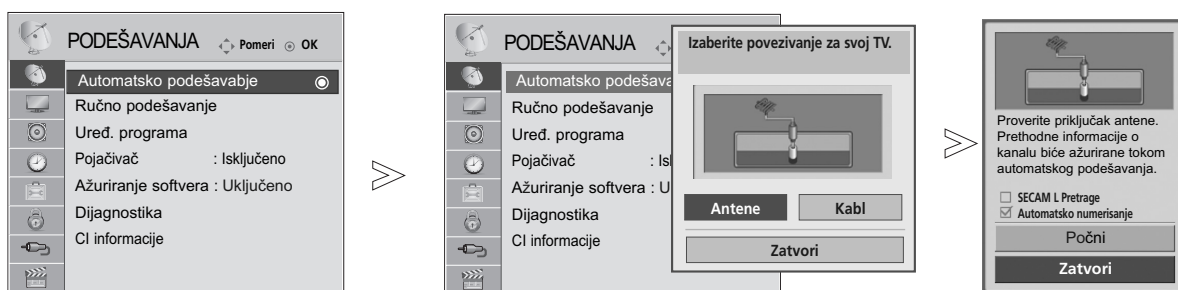 PODEŠAVANJA Pomeri OK
Automatsko podešavabje
Ručno podešavanje
Uređ. programa
Pojačivač : Isključeno
Ažuriranje softvera : Uključeno
Dijagnostika
CI informacije
PODEŠAVANJA
Automatsko podešava
Ručno podešavanje
Uređ. programa
Pojačivač : Isl
Ažuriranje softvera : U
Dijagnostika
CI informacije
Izaberite povezivanje za svoj TV.
Antene Kabl
Zatvori
Proverite priključak antene.
Prethodne informacije o
kanalu biće ažurirane tokom
automatskog podešavanja.
SECAM L Pretrage
Automatsko numerisanje
Počni
Zatvori